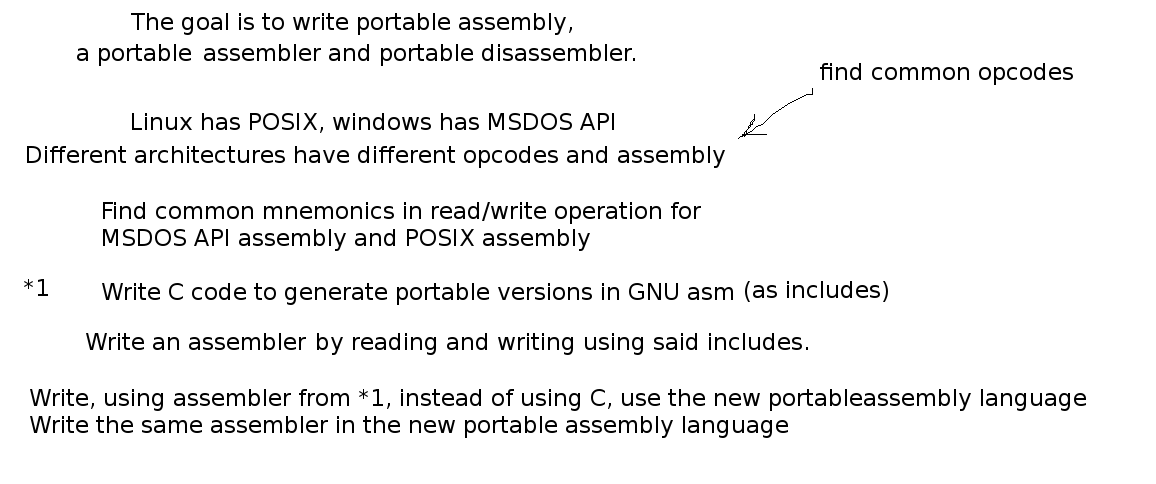 The goal is to write portable assembly,
a portable assembler and portable disassembler.
find common opcodes
Linux has POSIX, windows has MSDOS API
Different architectures have different opcodes and assembly
Find common mnemonics in read/write operation for
MSDOS API assembly and POSIX assembly
*1 Write C code to generate portable versions in GNU asm (as includes)
Write an assembler by reading and writing using said includes.
Write, using assembler from *1, instead of using C, use the new portableassembly language
Write the same assembler in the new portable assembly language